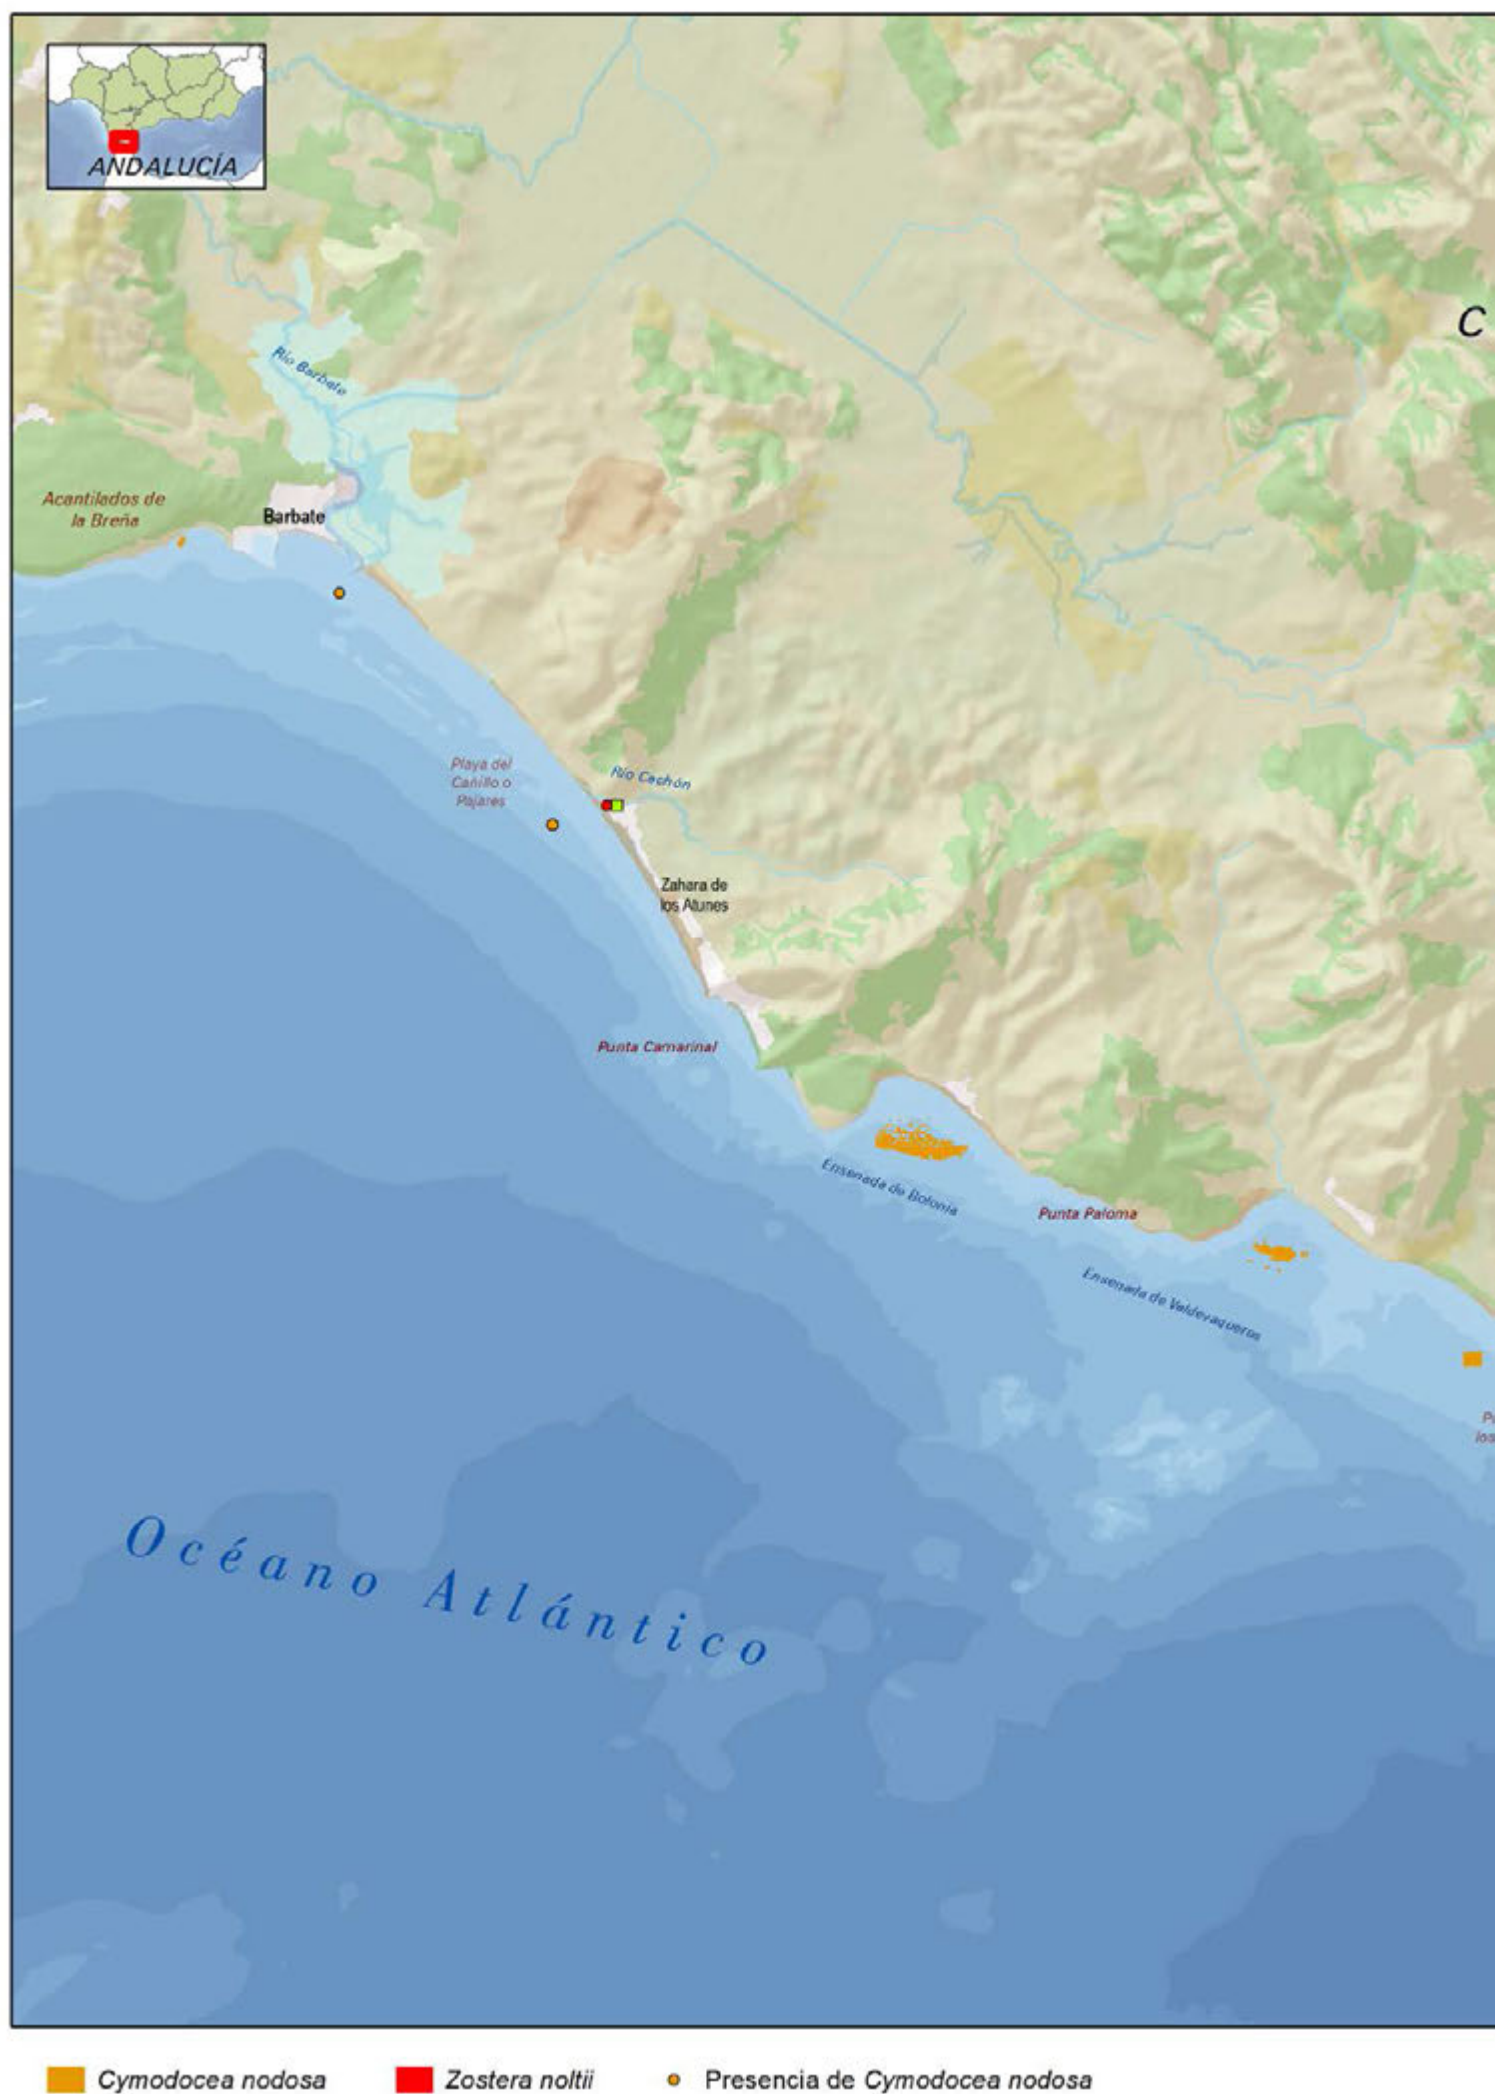 ANDALUCÍA
C
Río Barbate
Acantilados de
la Breña
Barbate
Playa del
Cañillo o
Pajares
Río Cachón
Zahara de
los Atunes
Punta Camarinal
Ensenada de Bolonia
Punta Paloma
Ensenada de Valdevaqueros
los
Océano Atlántico
Cymodocea nodosa
Zostera noltii
Presencia de Cymodocea nodosa